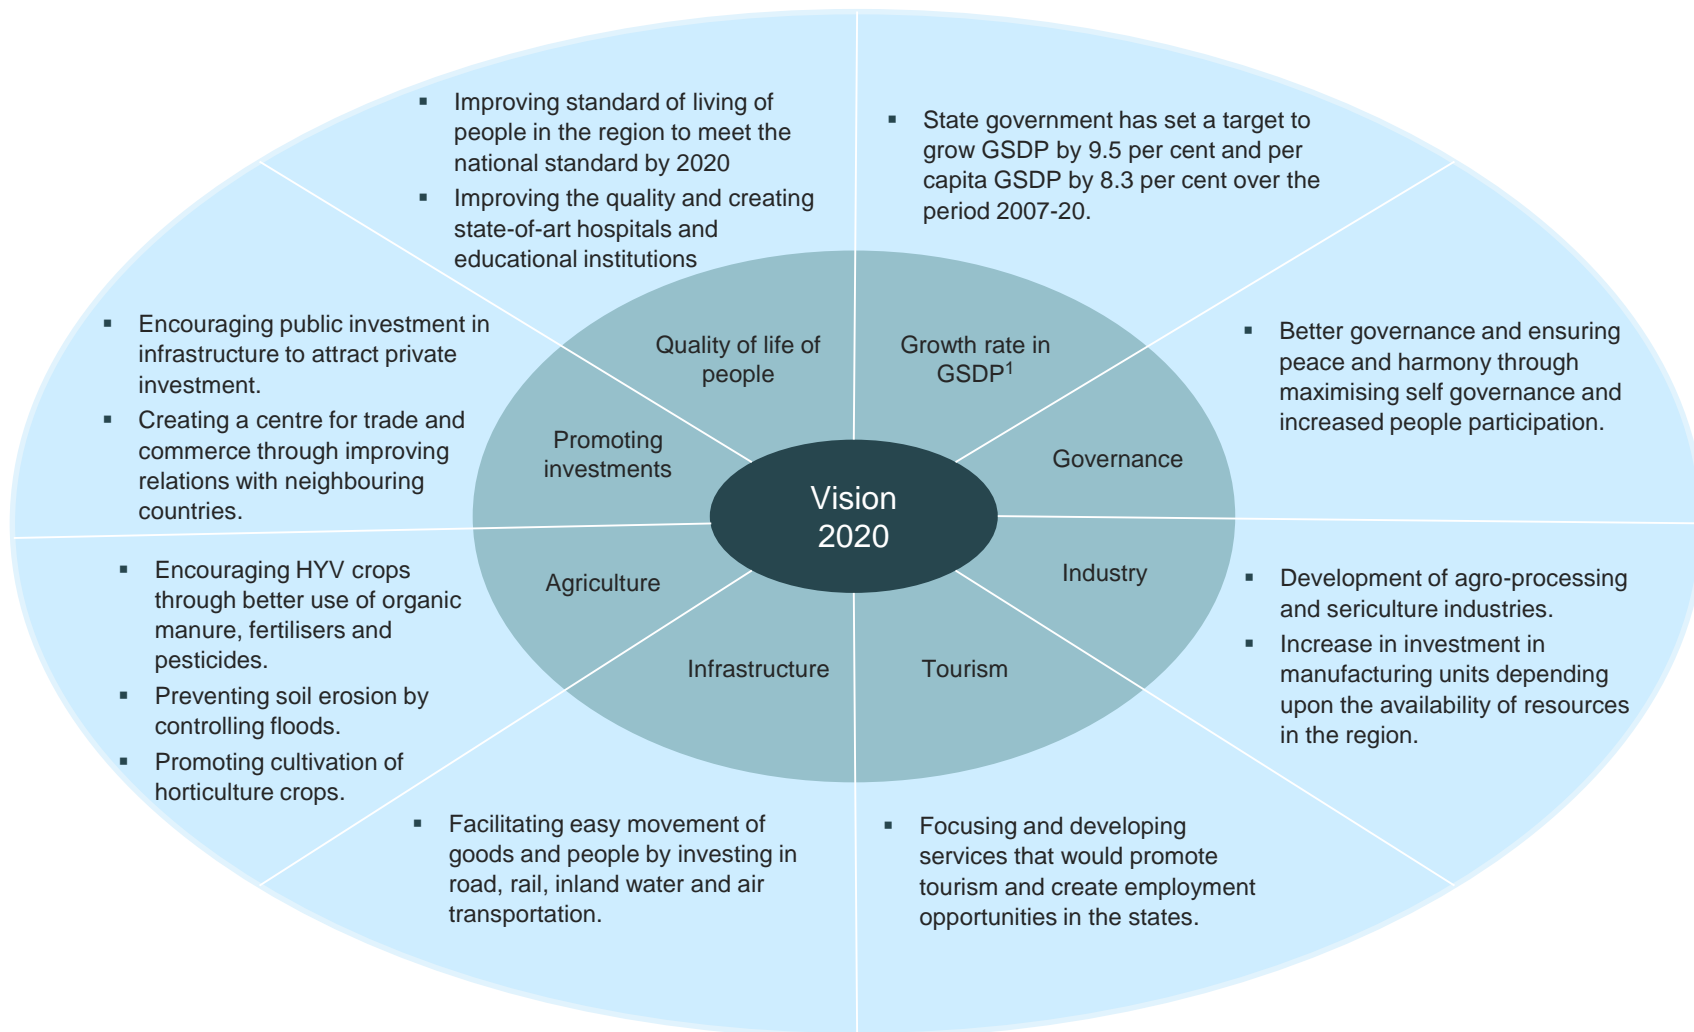 ▪ Improving standard of living of
people in the region to meet the
national standard by 2020
▪ Improving the quality and creating
state-of-art hospitals and
educational institutions
▪ State government has set a target to
grow GSDP by 9.5 per cent and per
capita GSDP by 8.3 per cent over the
period 2007-20.
▪ Encouraging public investment in
infrastructure to attract private
investment.
▪ Creating a centre for trade and
commerce through improving
relations with neighbouring
countries.
Quality of life of
people
Growth rate in
GSDP¹
▪ Better governance and ensuring
peace and harmony through
maximising self governance and
increased people participation.
Promoting
investments
Governance
Vision
2020
▪ Encouraging HYV crops
through better use of organic
manure, fertilisers and
pesticides.
▪ Preventing soil erosion by
controlling floods.
▪ Promoting cultivation of
horticulture crops.
Agriculture
Industry
▪ Development of agro-processing
and sericulture industries.
▪ Increase in investment in
manufacturing units depending
upon the availability of resources
in the region.
Infrastructure
Tourism
▪ Facilitating easy movement of
goods and people by investing in
road, rail, inland water and air
transportation.
▪ Focusing and developing
services that would promote
tourism and create employment
opportunities in the states.